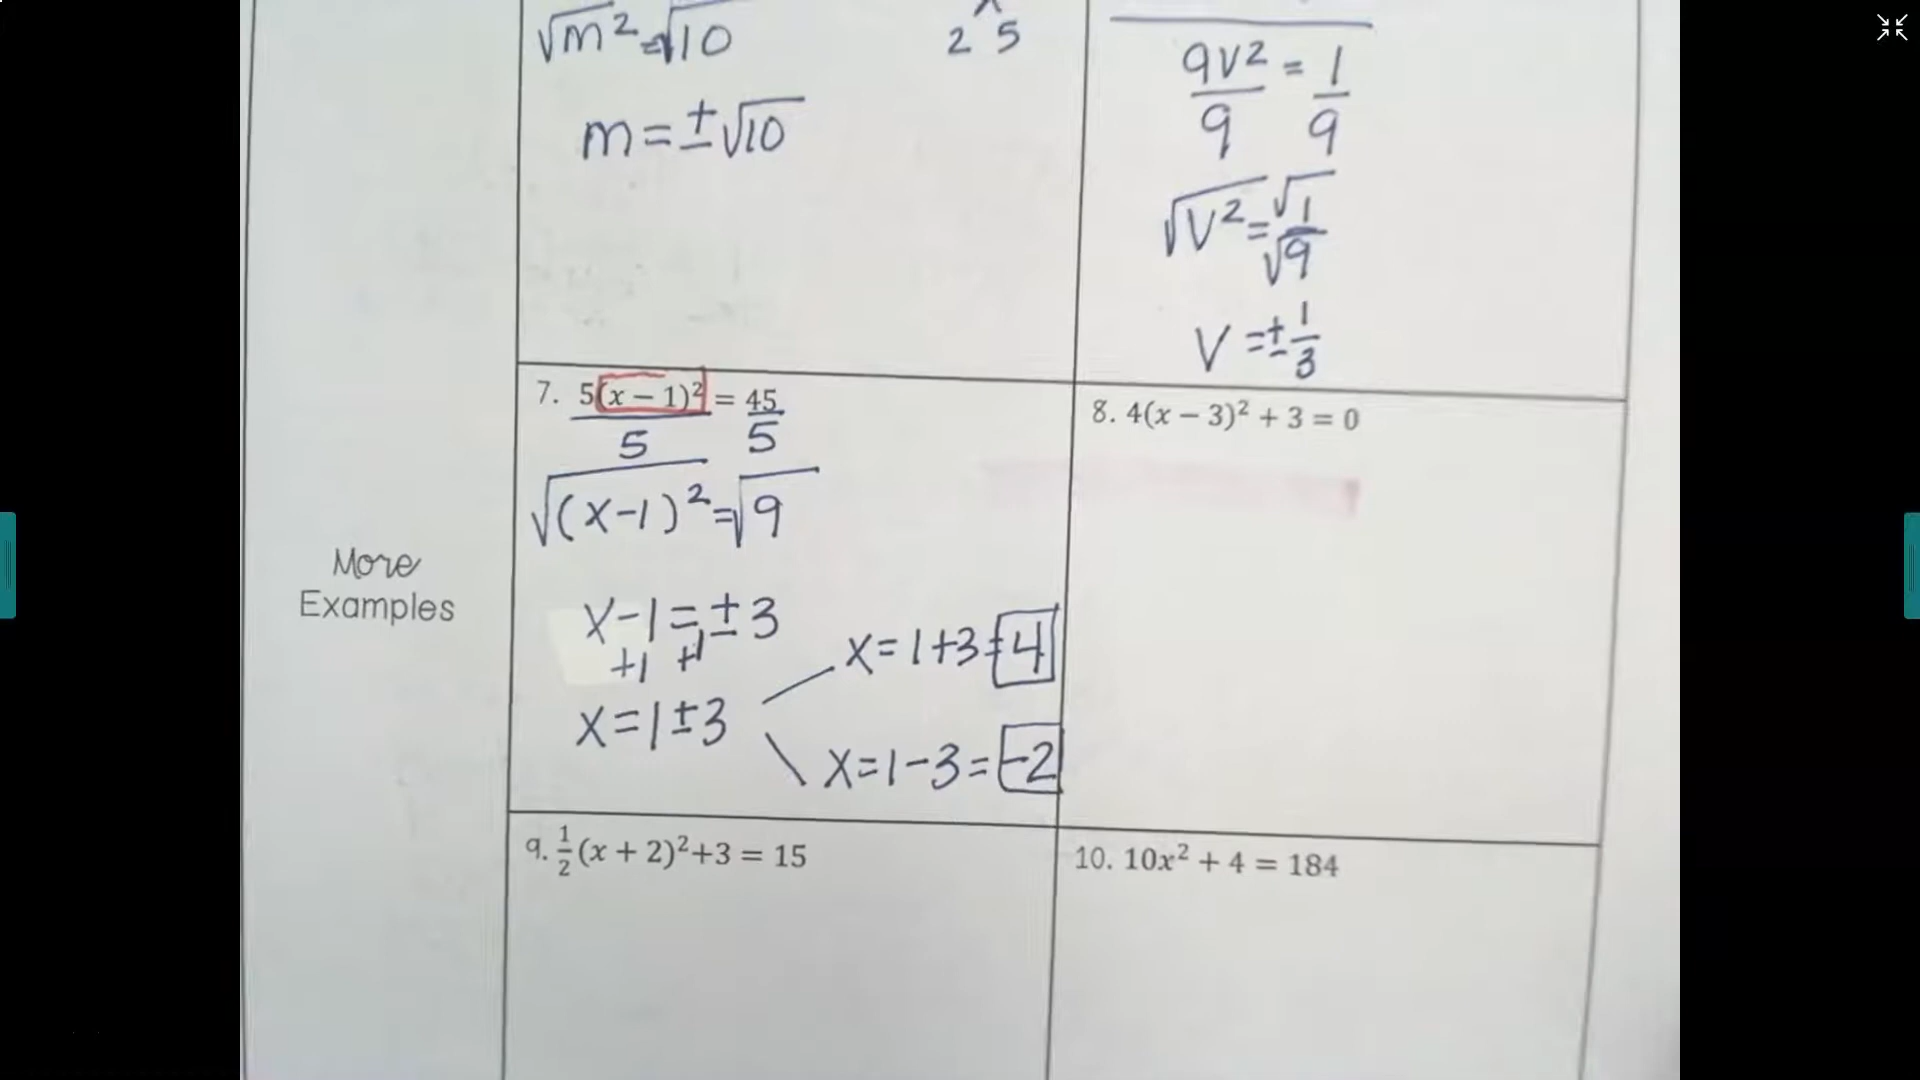 √m² = √10
2 5
m = ±√10
9v²/9 = 1/9
√v² = √1/√9
v = ± 1/3
7. 5(x − 1)² = 45
5 5
√(x-1)² = √9
x-1 = ±3
+1 +1
x = 1 ± 3
x = 1+3 = 4
x = 1-3 = -2
8. 4(x − 3)² + 3 = 0
More
Examples
9. 1/2 (x + 2)²+3 = 15
10. 10x² + 4 = 184